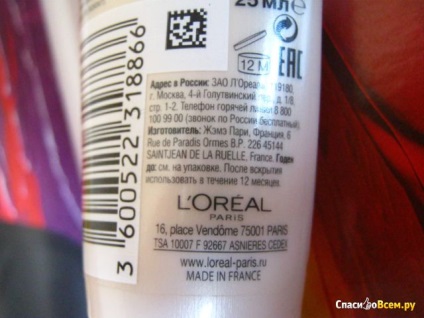 25 МЛ e
12 M
EAC
Адрес в России: ЗАО Л'Ореаль, 119180,
г. Москва, 4-й Голутвинский пер., д. 1/8,
стр. 1-2. Телефон горячей линии 8 800
100 99 00 (звонок по России бесплатный).
Изготовитель: Жэмэ Пари, Франция, 6
Rue de Paradis Ormes B.P. 226 45144
SAINTJEAN DE LA RUELLE, France. Годен
до: см. на упаковке. После вскрытия
использовать в течение 12 месяцев.
3 600522 318866
L'ORÉAL
PARIS
16, place Vendôme 75001 PARIS
TSA 10007 F 92667 ASNIERES CEDEX
www.loreal-paris.ru
MADE IN FRANCE
СпасибоВсем.ру